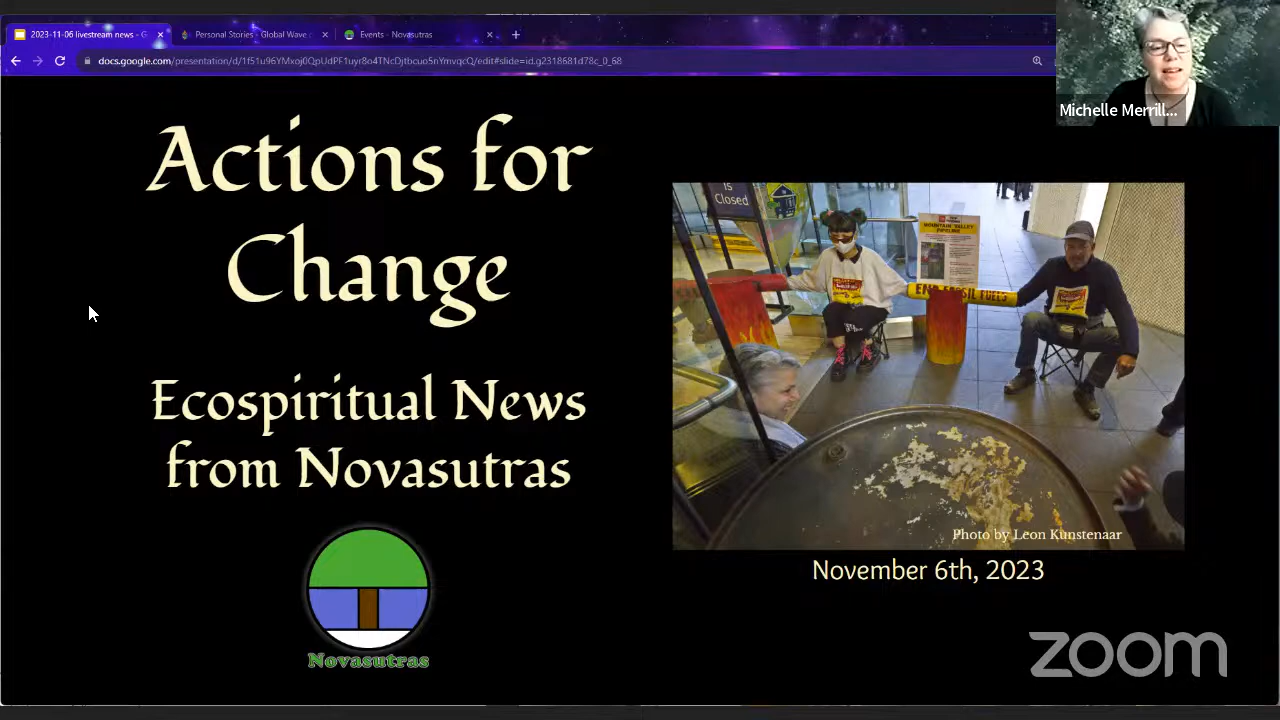 2023-11-06 livestream news - G
Personal Stories - Global Wave
Events - Novasutras
docs.google.com/presentation/d/1f51u96YMxoj0QpUdPF1uyr8o4TNcDjtbcuo5nYmvqcQ/edit#slide=id.g2318681d78c_0_68
Michelle Merrill...
Actions for
Change
Ecospiritual News
from Novasutras
Novasutras
is
Closed
MOUNTAIN VALLEY
PIPELINE
END FOSSIL FUELS
Photo by Leon Kunstenaar
November 6th, 2023
zoom